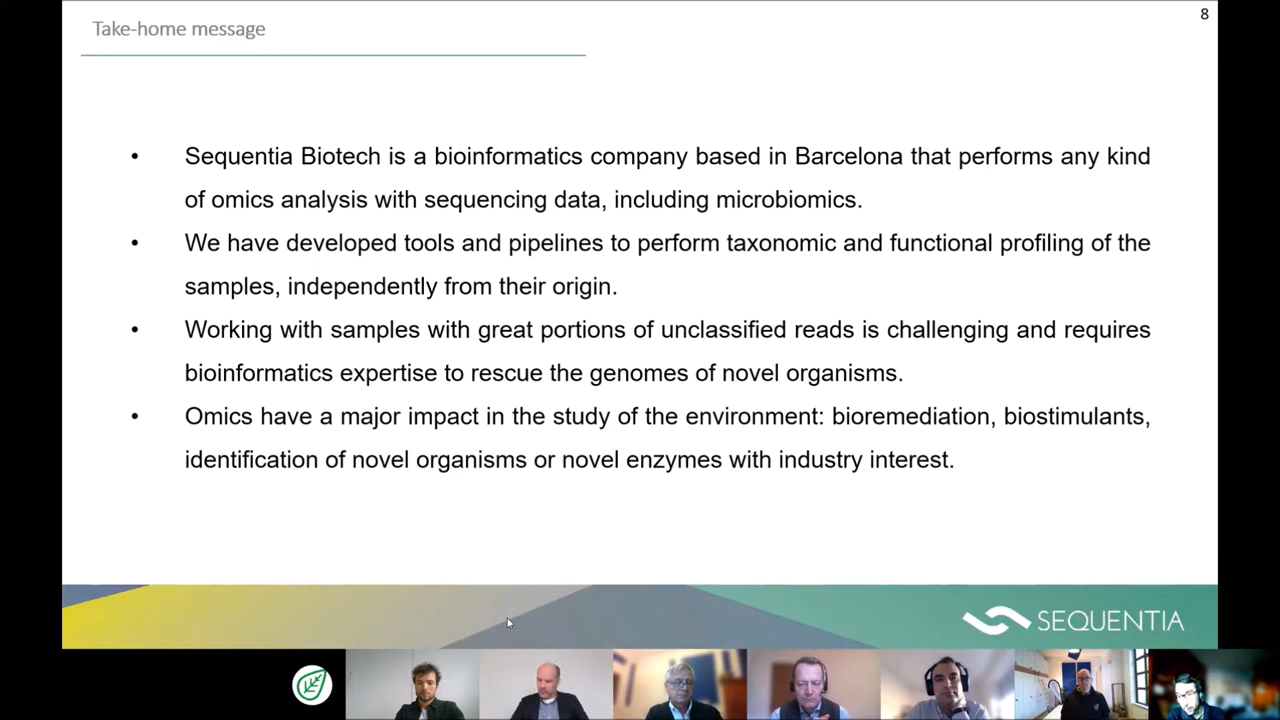 Take-home message
8
• Sequentia Biotech is a bioinformatics company based in Barcelona that performs any kind
of omics analysis with sequencing data, including microbiomics.
• We have developed tools and pipelines to perform taxonomic and functional profiling of the
samples, independently from their origin.
• Working with samples with great portions of unclassified reads is challenging and requires
bioinformatics expertise to rescue the genomes of novel organisms.
• Omics have a major impact in the study of the environment: bioremediation, biostimulants,
identification of novel organisms or novel enzymes with industry interest.
SEQUENTIA